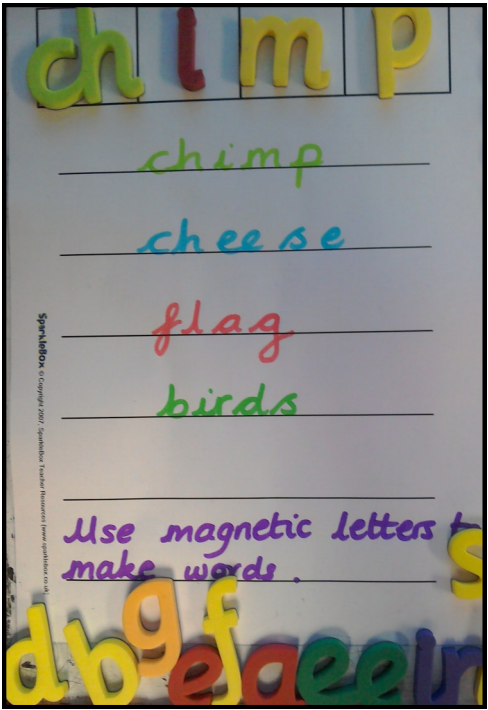 chimp
chimp
cheese
flag
birds
Use magnetic letters
make words.
SparkleBox © Copyright 2007, SparkleBox Teacher Resources (www.sparklebox.co.uk)
s
d b g e f a e e